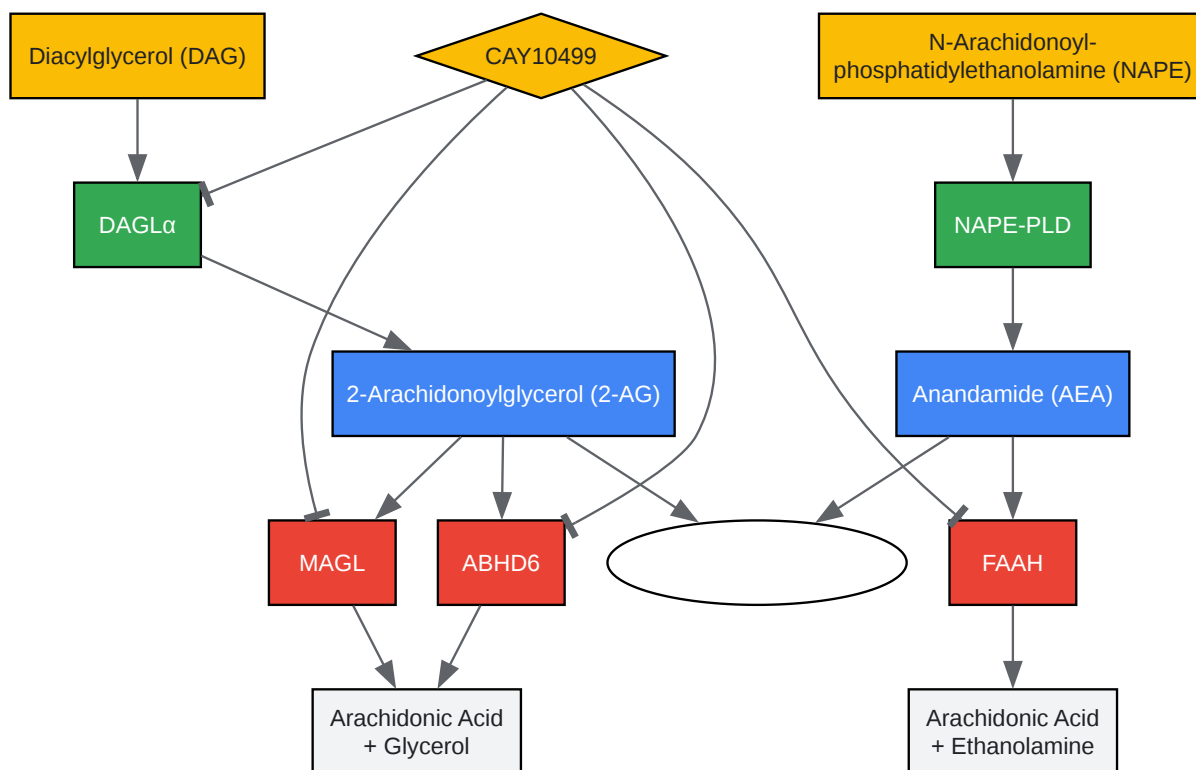 Diacylglycerol (DAG)
CAY10499
N-Arachidonoyl-
phosphatidylethanolamine (NAPE)
DAGLα
NAPE-PLD
2-Arachidonoylglycerol (2-AG)
Anandamide (AEA)
MAGL
ABHD6
FAAH
Arachidonic Acid
+ Glycerol
Arachidonic Acid
+ Ethanolamine